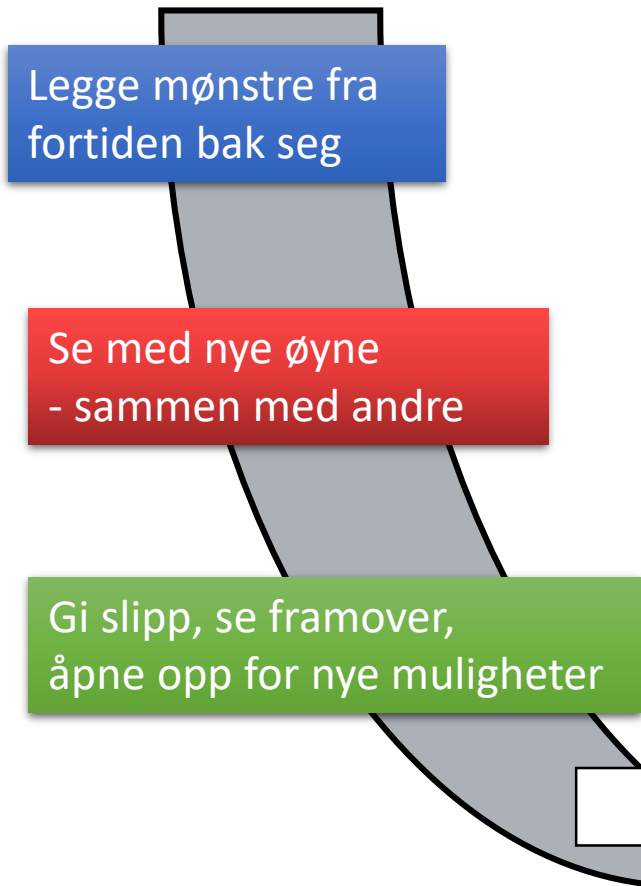 Legge mønstre fra
fortiden bak seg
Se med nye øyne
- sammen med andre
Gi slipp, se framover,
åpne opp for nye muligheter